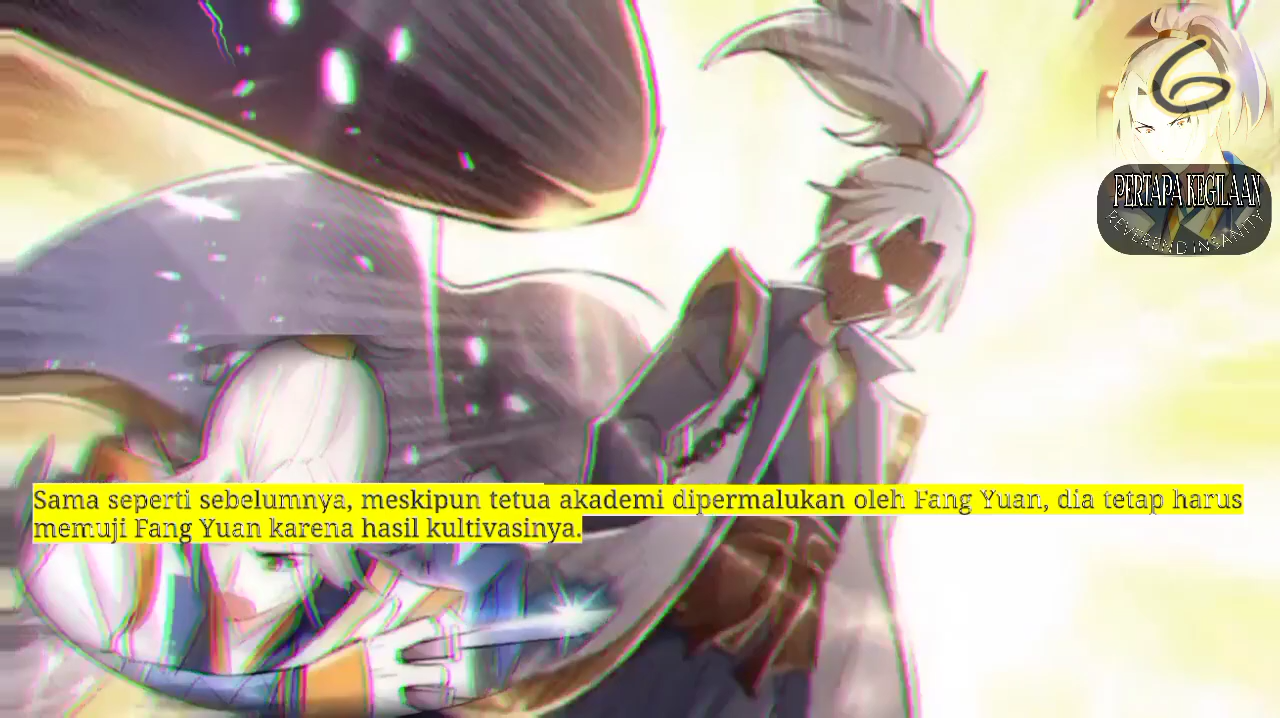 6
PERTAPA KEGILAAN
REVEREND INSANITY
Sama seperti sebelumnya, meskipun tetua akademi dipermalukan oleh Fang Yuan, dia tetap harus
memuji Fang Yuan karena hasil kultivasinya.